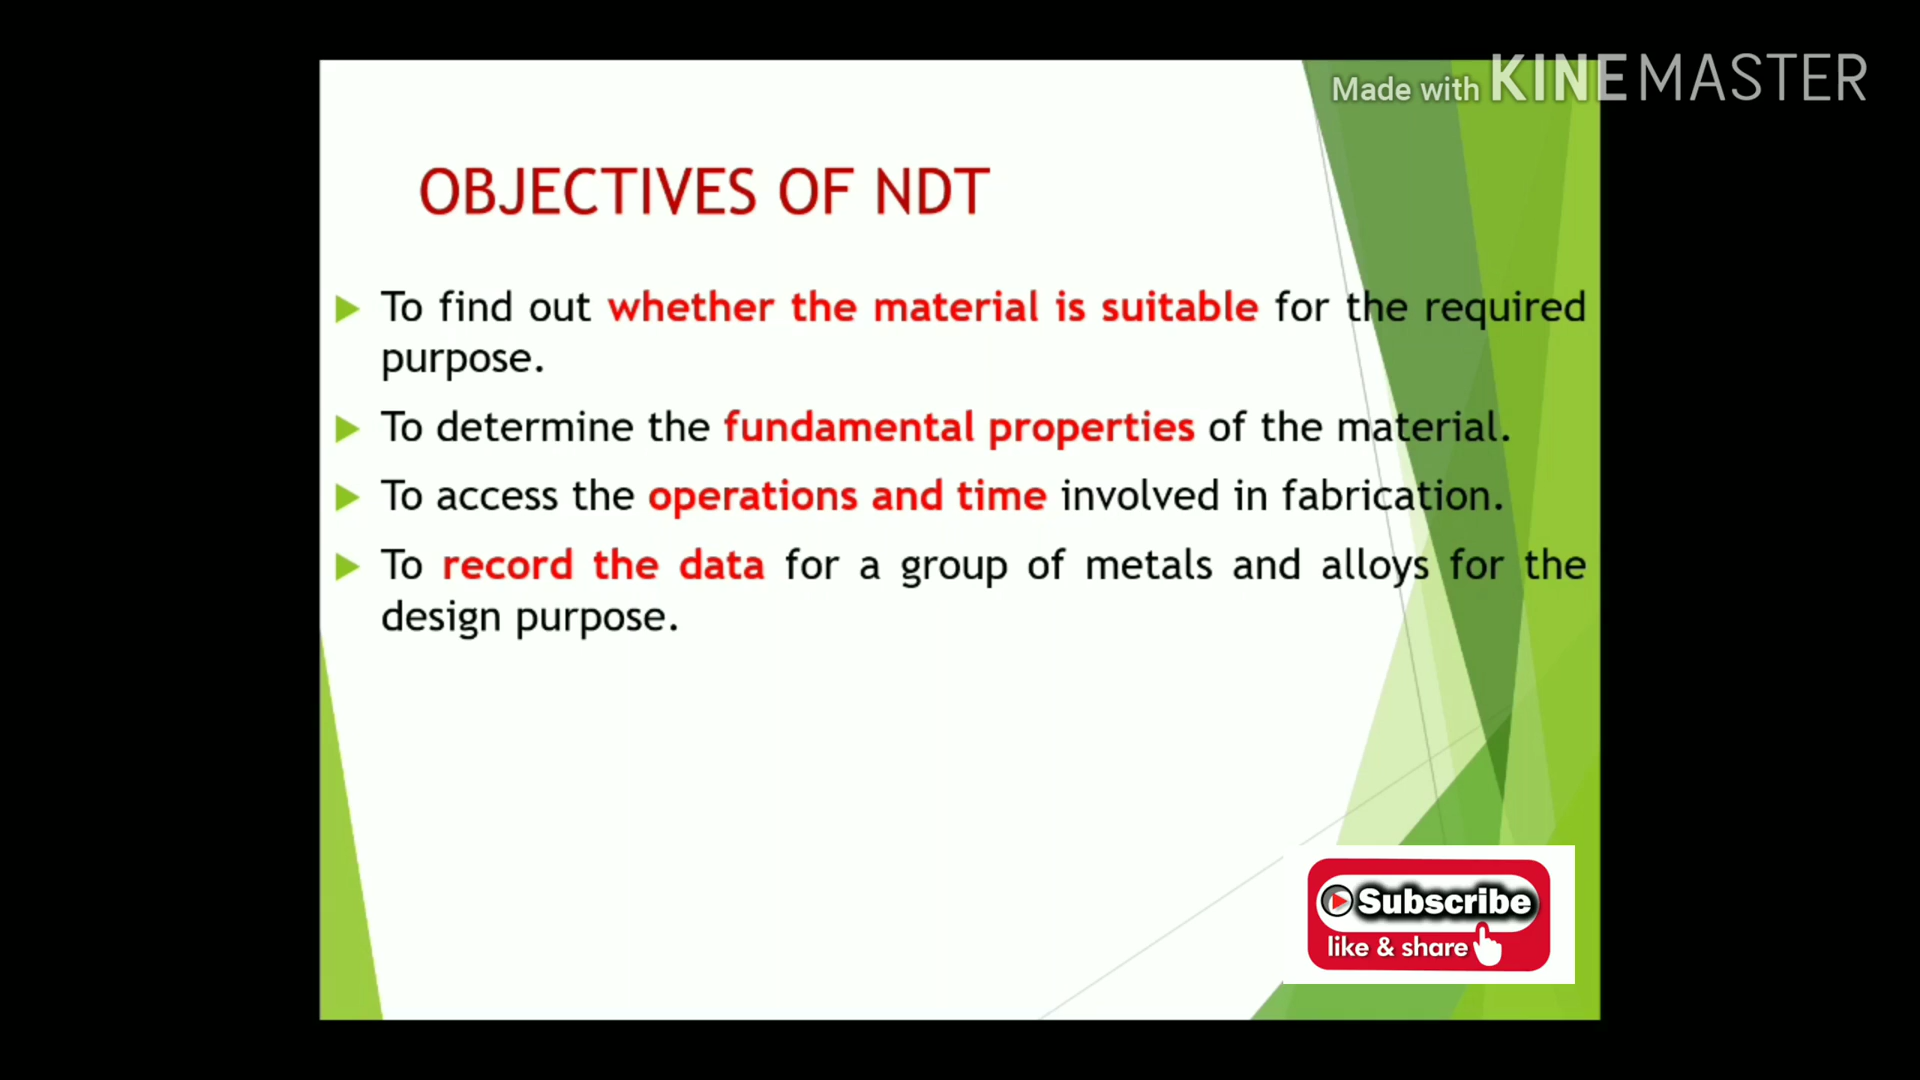 Made with KINEMASTER
OBJECTIVES OF NDT
To find out whether the material is suitable for the required
purpose.
To determine the fundamental properties of the material.
To access the operations and time involved in fabrication.
To record the data for a group of metals and alloys for the
design purpose.
Subscribe
like & share